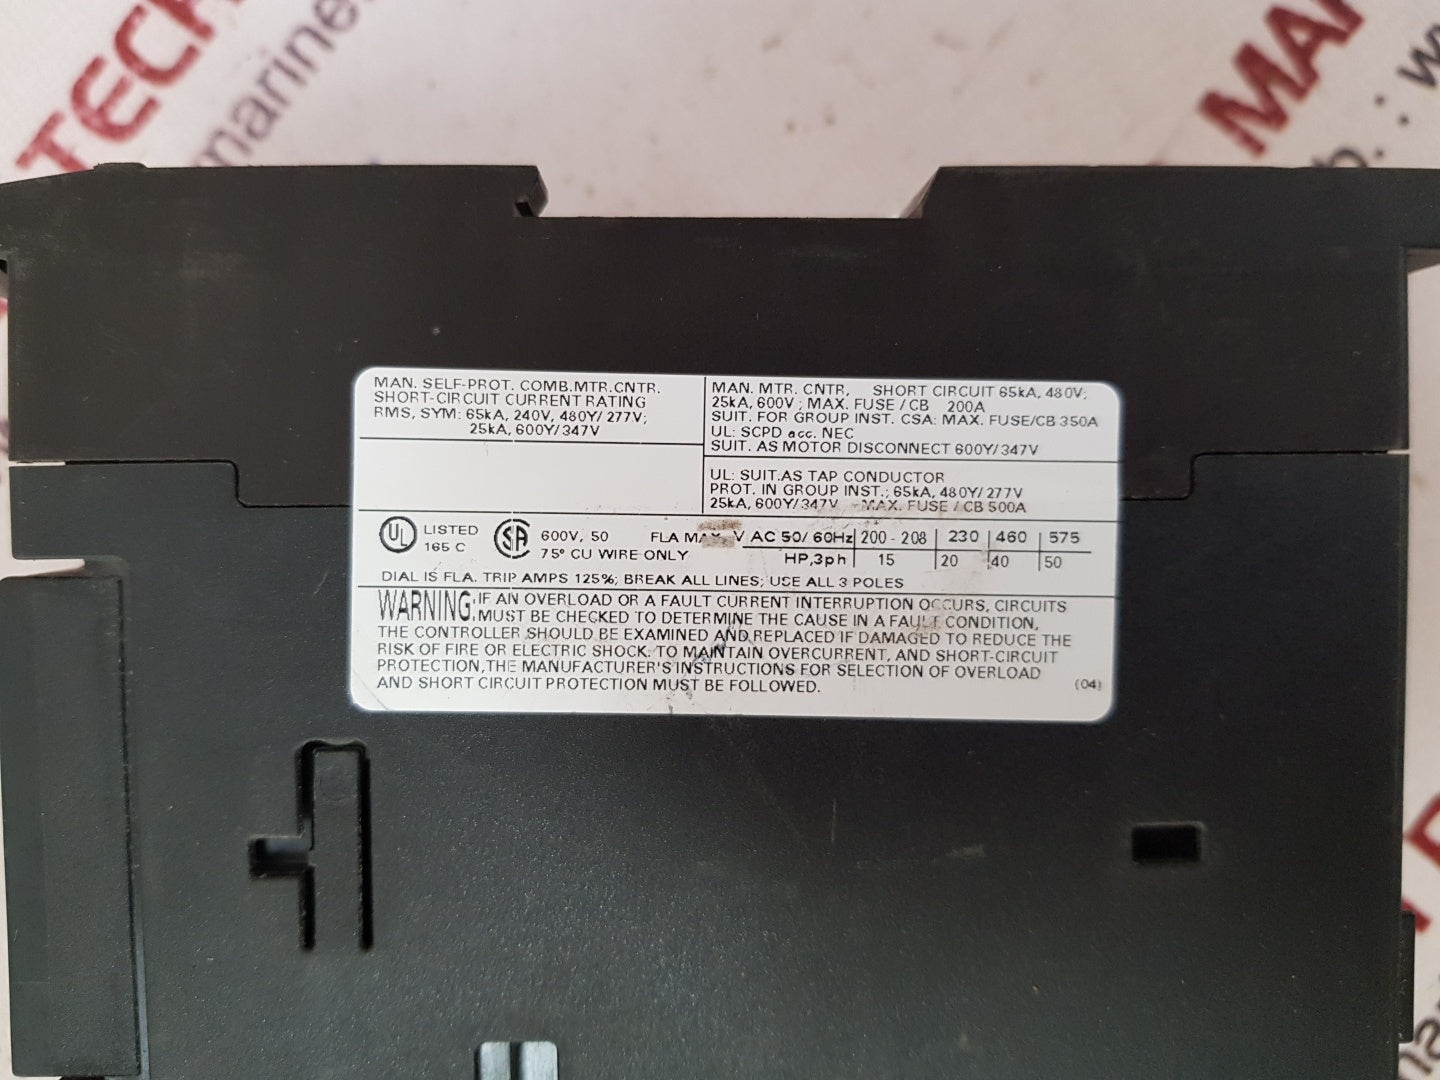 TECH
marine
MAR
b. : w
MAN. SELF-PROT. COMB.MTR.CNTR.
SHORT-CIRCUIT CURRENT RATING
RMS, SYM: 65kA, 240V, 480Y/ 277V;
25kA, 600Y/347V
MAN. MTR. CNTR, SHORT CIRCUIT 65kA, 480V;
25kA, 600V ; MAX. FUSE / CB 200A
SUIT. FOR GROUP INST. CSA: MAX. FUSE/CB 350A
UL: SCPD acc. NEC
SUIT. AS MOTOR DISCONNECT 600Y/347V
UL: SUIT.AS TAP CONDUCTOR
PROT. IN GROUP INST.; 65kA, 480Y/ 277V
25kA, 600Y/347V MAX. FUSE / CB 500A
UL LISTED 165 C
SA 600V, 50 FLA MAX. V AC 50/ 60Hz 200 - 208 230 460 575
75° CU WIRE ONLY HP,3ph 15 20 40 50
DIAL IS FLA. TRIP AMPS 125%; BREAK ALL LINES; USE ALL 3 POLES
WARNING: IF AN OVERLOAD OR A FAULT CURRENT INTERRUPTION OCCURS, CIRCUITS
MUST BE CHECKED TO DETERMINE THE CAUSE IN A FAULT CONDITION,
THE CONTROLLER SHOULD BE EXAMINED AND REPLACED IF DAMAGED TO REDUCE THE
RISK OF FIRE OR ELECTRIC SHOCK. TO MAINTAIN OVERCURRENT, AND SHORT-CIRCUIT
PROTECTION,THE MANUFACTURER'S INSTRUCTIONS FOR SELECTION OF OVERLOAD
AND SHORT CIRCUIT PROTECTION MUST BE FOLLOWED.
(04)